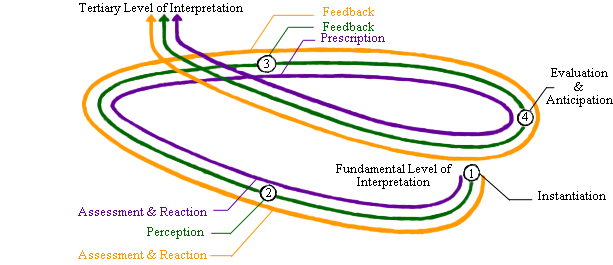 Tertiary Level of Interpretation
Feedback
Feedback
Prescription
3
Evaluation
&
Anticipation
4
Fundamental Level of
Interpretation
1
Instantiation
2
Assessment & Reaction
Perception
Assessment & Reaction